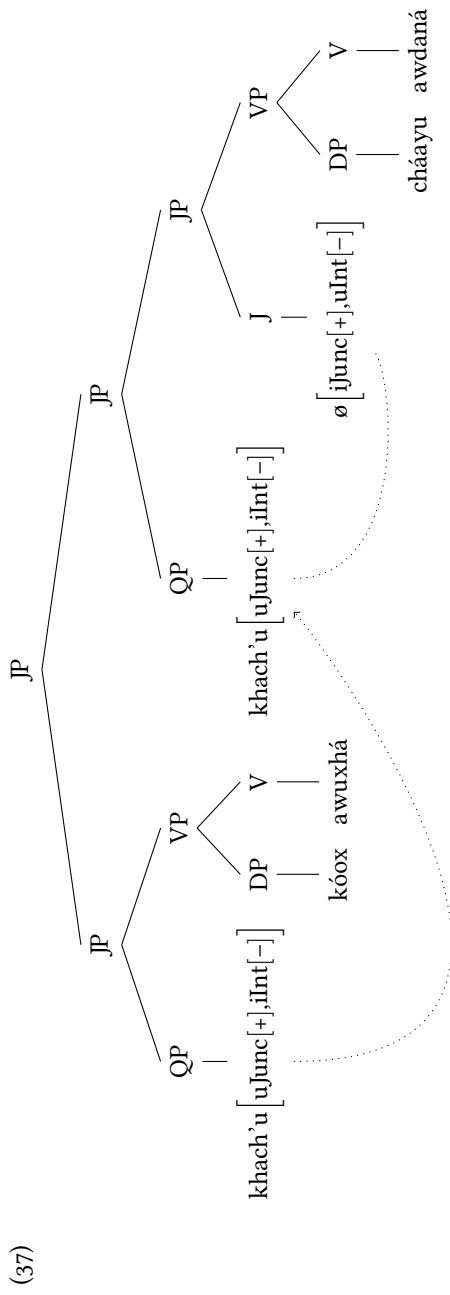 (37)
JP
JP JP
QP VP QP JP
khach'u [uJunc[+],iInt[−]] DP V khach'u [uJunc[+],iInt[−]] J VP
kóox awuxhá ø [iJunc[+],uInt[−]] DP V
cháayu awdaná